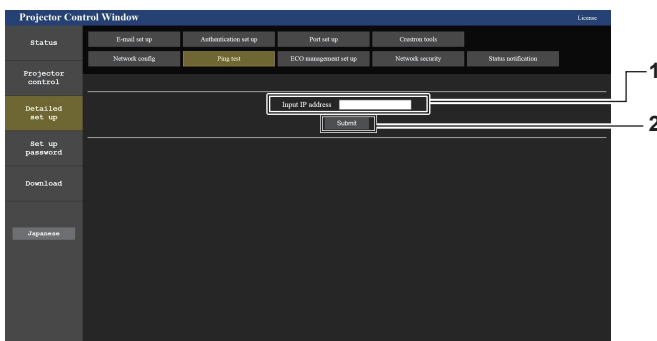 Projector Control Window
License
Status
E-mail set up
Authentication set up
Port set up
Crestron tools
Network config
Ping test
ECO management set up
Network security
Status notification
Projector
control
1
Detailed
set up
Input IP address
Submit
2
Set up
password
Download
Japanese